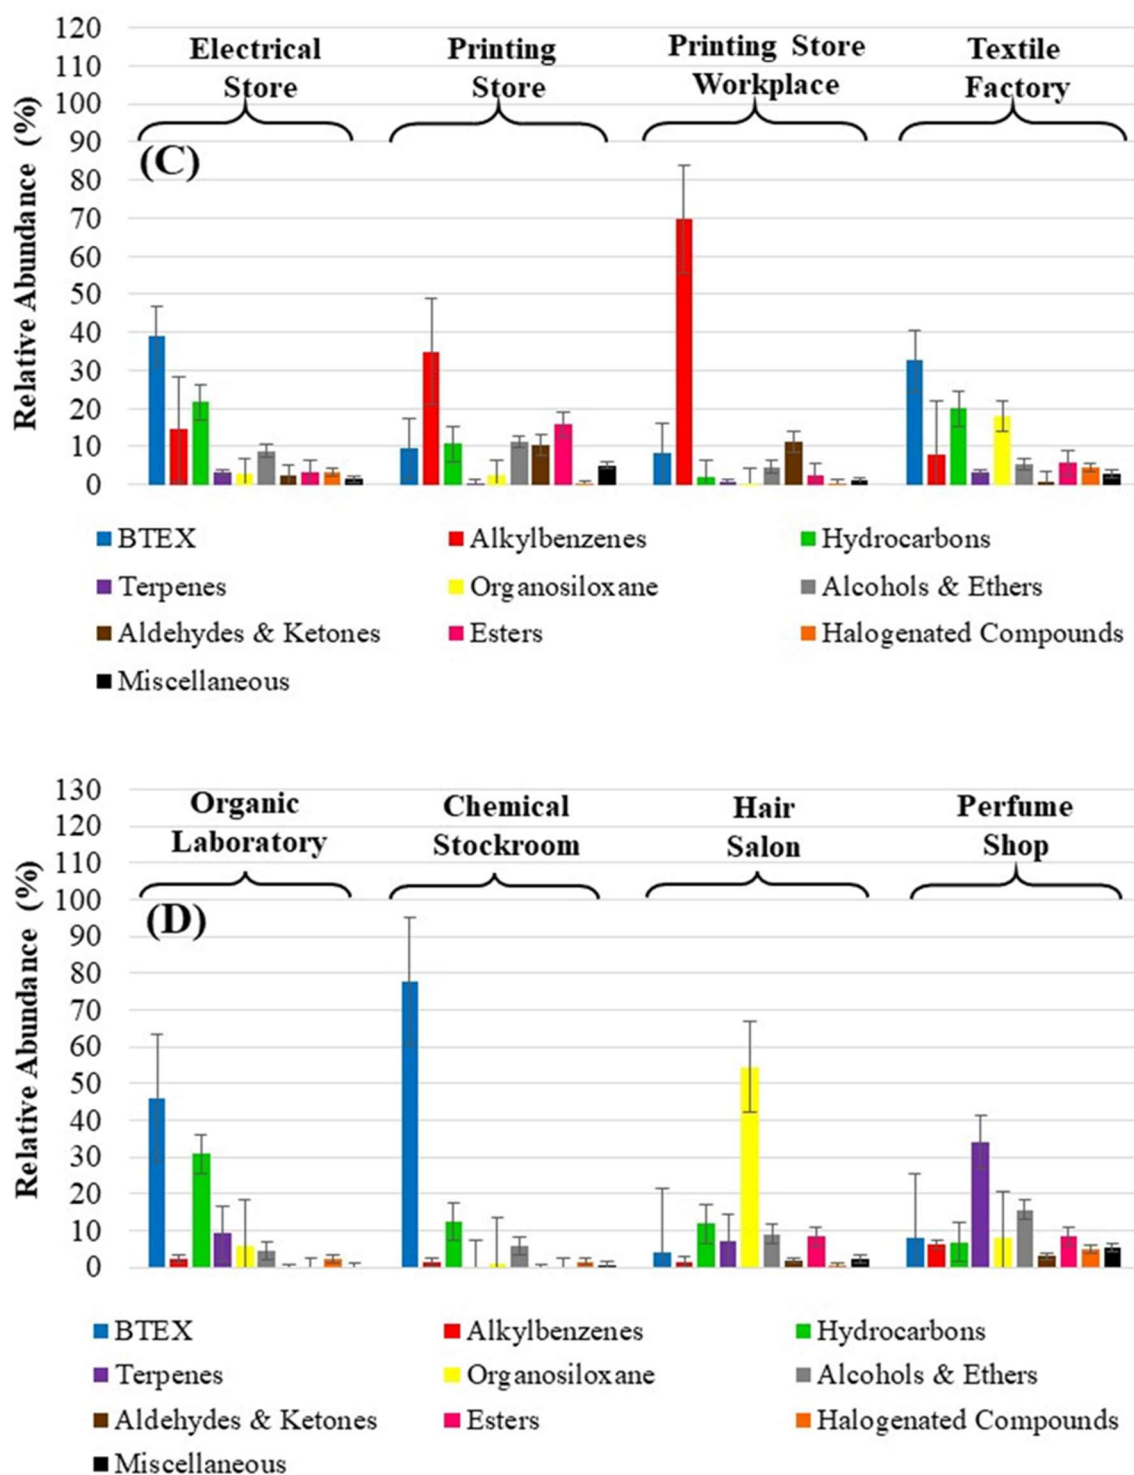 120
110
100
90
80
70
60
50
40
30
20
10
0
Relative Abundance (%)
Electrical
Store
Printing
Store
Printing Store
Workplace
Textile
Factory
(C)
BTEX
Alkylbenzenes
Hydrocarbons
Terpenes
Organosiloxane
Alcohols & Ethers
Aldehydes & Ketones
Esters
Halogenated Compounds
Miscellaneous
130
120
110
100
90
80
70
60
50
40
30
20
10
0
Relative Abundance (%)
Organic
Laboratory
Chemical
Stockroom
Hair
Salon
Perfume
Shop
(D)
BTEX
Alkylbenzenes
Hydrocarbons
Terpenes
Organosiloxane
Alcohols & Ethers
Aldehydes & Ketones
Esters
Halogenated Compounds
Miscellaneous